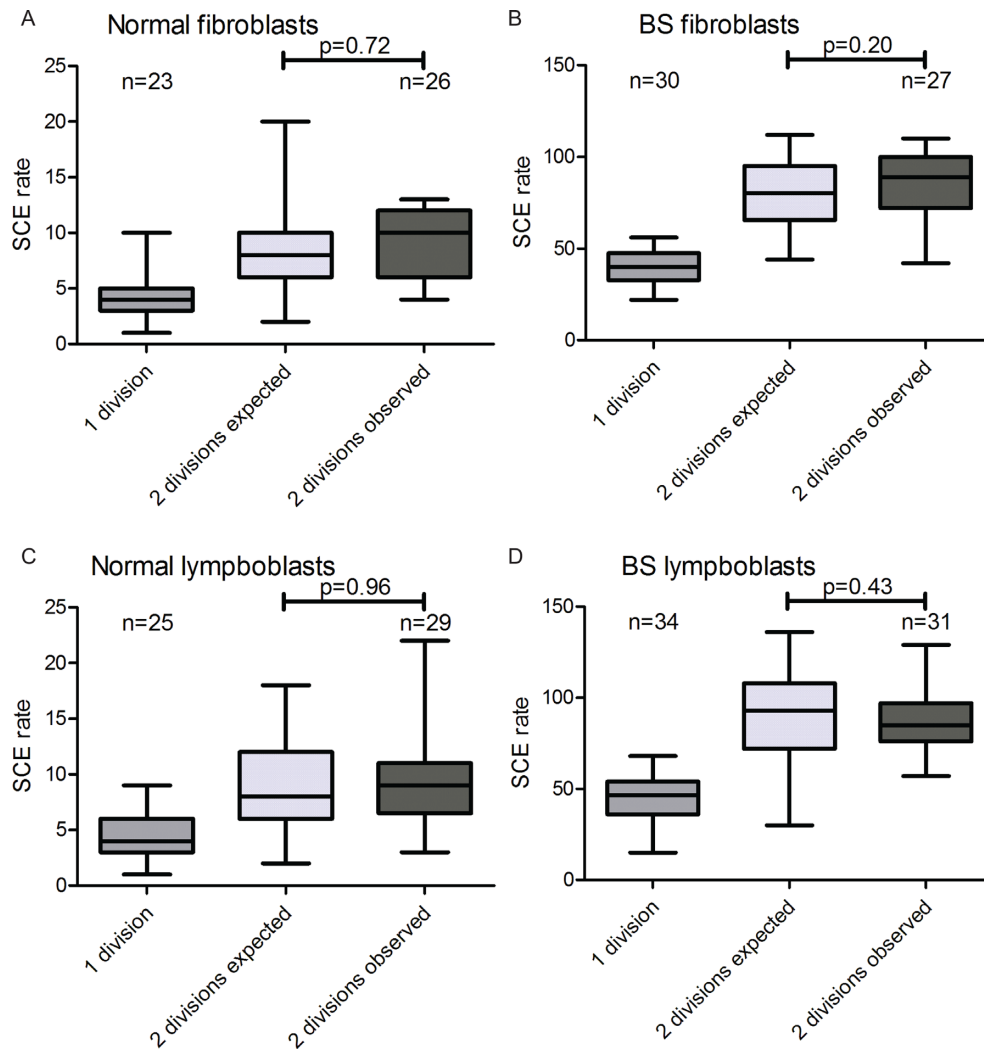 A
Normal fibroblasts
p=0.72
n=23
n=26
25
20
15
10
5
0
SCE rate
1 division
2 divisions expected
2 divisions observed
B
BS fibroblasts
p=0.20
n=30
n=27
150
100
50
0
SCE rate
1 division
2 divisions expected
2 divisions observed
C
Normal lympboblasts
p=0.96
n=25
n=29
25
20
15
10
5
0
SCE rate
1 division
2 divisions expected
2 divisions observed
D
BS lympboblasts
p=0.43
n=34
n=31
150
100
50
0
SCE rate
1 division
2 divisions expected
2 divisions observed